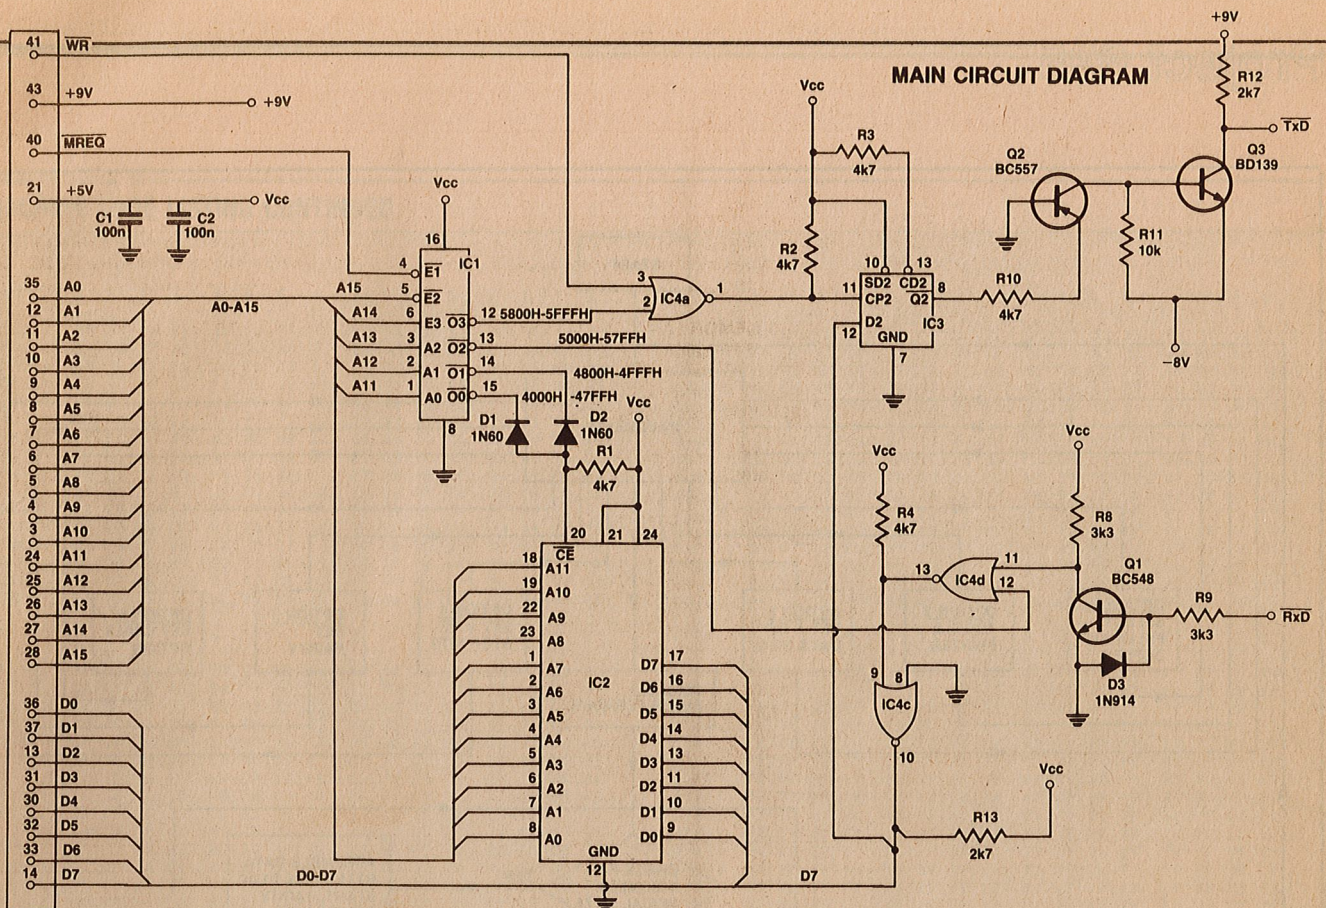 MAIN CIRCUIT DIAGRAM
41 WR
43 +9V
+9V
40 MREQ
21 +5V
Vcc
C1
100n
C2
100n
35 A0
12 A1
11 A2
10 A3
9 A4
8 A5
7 A6
6 A7
5 A8
4 A9
3 A10
24 A11
25 A12
26 A13
27 A14
28 A15
36 D0
37 D1
13 D2
31 D3
30 D4
32 D5
33 D6
14 D7
A0-A15
D0-D7
D7
Vcc
16
IC1
4 E1
A15 5 E2
A14 6 E3
A13 3 A2
A12 2 A1
A11 1 A0
O3 12 5800H-5FFFH
O2 13 5000H-57FFH
O1 14 4800H-4FFFH
O0 15 4000H -47FFH
8
D1
1N60
D2
1N60
Vcc
R1
4k7
20 21 24
CE
18 A11
19 A10
22 A9
23 A8
1 A7
2 A6
3 A5
4 A4
5 A3
6 A2
7 A1
8 A0
IC2
D7 17
D6 16
D5 15
D4 14
D3 13
D2 11
D1 10
D0 9
GND
12
3
2
IC4a
1
Vcc
R3
4k7
R2
4k7
10 13
SD2 CD2
11 CP2
Q2 8
12 D2
IC3
GND
7
R10
4k7
Q2
BC557
R11
10k
Q3
BD139
+9V
R12
2k7
TxD
−8V
Vcc
R4
4k7
13
IC4d
11
12
Vcc
R8
3k3
Q1
BC548
R9
3k3
RxD
D3
1N914
9 8
IC4c
10
Vcc
R13
2k7